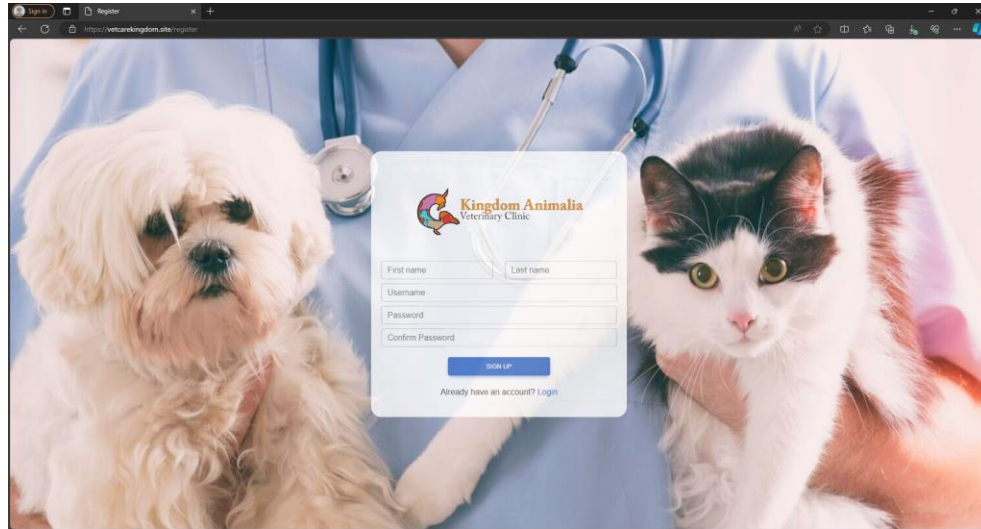 Sign in
Register
https://vetcarekingdom.site/register
Kingdom Animalia
Veterinary Clinic
First name
Last name
Username
Password
Confirm Password
SIGN UP
Already have an account? Login